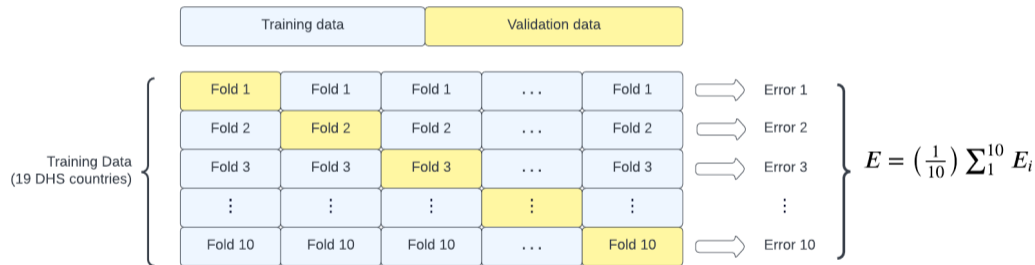 Training data Validation data
Fold 1 Fold 1 Fold 1 ... Fold 1 Error 1
Fold 2 Fold 2 Fold 2 ... Fold 2 Error 2
Training Data
(19 DHS countries)
Fold 3 Fold 3 Fold 3 ... Fold 3 Error 3
⋮ ⋮ ⋮ ⋮ ⋮ ⋮
Fold 10 Fold 10 Fold 10 ... Fold 10 Error 10
E = (1/10) ∑₁¹⁰ Eᵢ